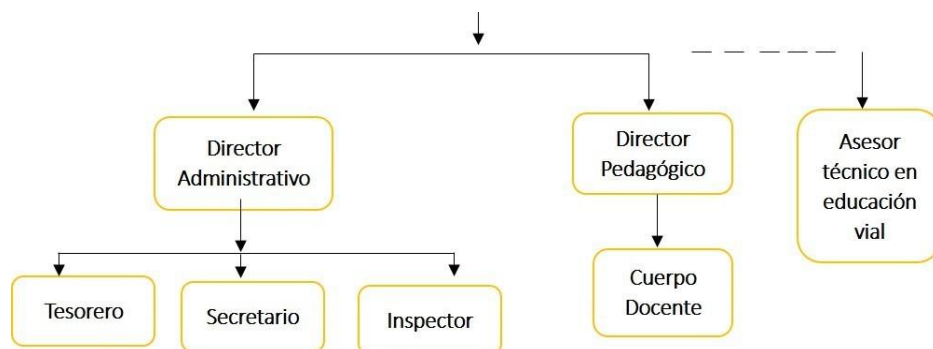 Director
Administrativo
Director
Pedagógico
Asesor
técnico en
educación
vial
Tesorero
Secretario
Inspector
Cuerpo
Docente